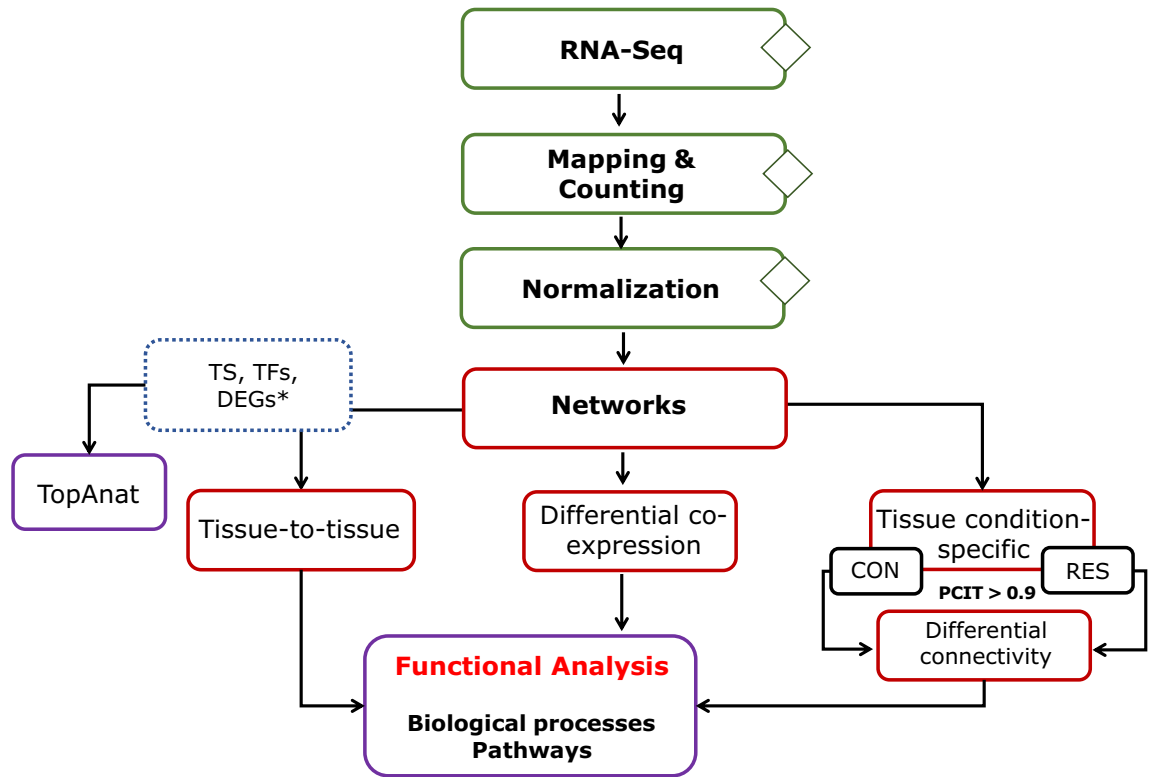 RNA-Seq
Mapping &
Counting
Normalization
TS, TFs,
DEGs*
Networks
TopAnat
Tissue-to-tissue
Differential co-
expression
Tissue condition-
specific
CON
RES
PCIT > 0.9
Differential
connectivity
Functional Analysis
Biological processes
Pathways